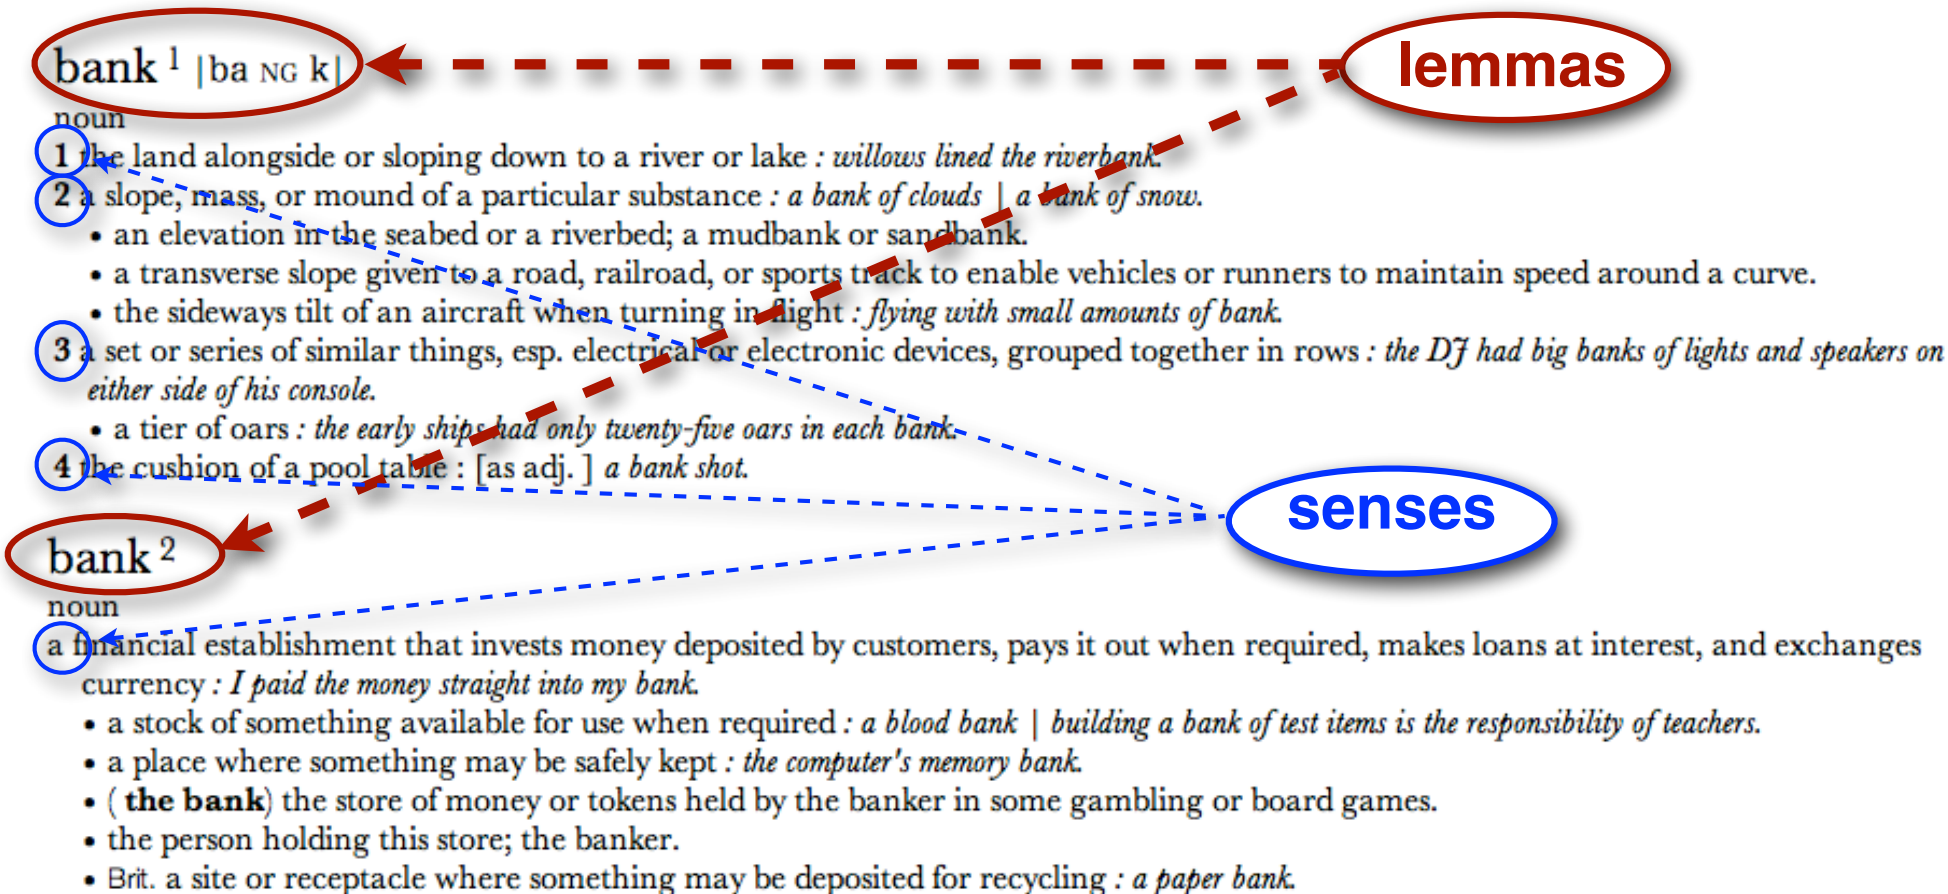 bank 1 |ba NG k|
lemmas
noun
1 the land alongside or sloping down to a river or lake : willows lined the riverbank.
2 a slope, mass, or mound of a particular substance : a bank of clouds | a bank of snow.
• an elevation in the seabed or a riverbed; a mudbank or sandbank.
• a transverse slope given to a road, railroad, or sports track to enable vehicles or runners to maintain speed around a curve.
• the sideways tilt of an aircraft when turning in flight : flying with small amounts of bank.
3 a set or series of similar things, esp. electrical or electronic devices, grouped together in rows : the DJ had big banks of lights and speakers on
either side of his console.
• a tier of oars : the early ships had only twenty-five oars in each bank.
4 the cushion of a pool table : [as adj. ] a bank shot.
senses
bank 2
noun
a financial establishment that invests money deposited by customers, pays it out when required, makes loans at interest, and exchanges
currency : I paid the money straight into my bank.
• a stock of something available for use when required : a blood bank | building a bank of test items is the responsibility of teachers.
• a place where something may be safely kept : the computer's memory bank.
• ( the bank) the store of money or tokens held by the banker in some gambling or board games.
• the person holding this store; the banker.
• Brit. a site or receptacle where something may be deposited for recycling : a paper bank.